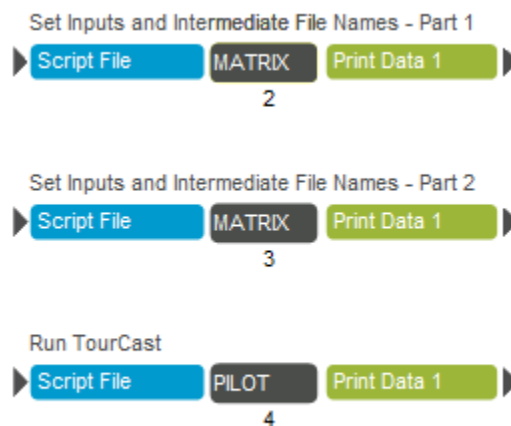 Set Inputs and Intermediate File Names - Part 1
Script File MATRIX Print Data 1
2
Set Inputs and Intermediate File Names - Part 2
Script File MATRIX Print Data 1
3
Run TourCast
Script File PILOT Print Data 1
4